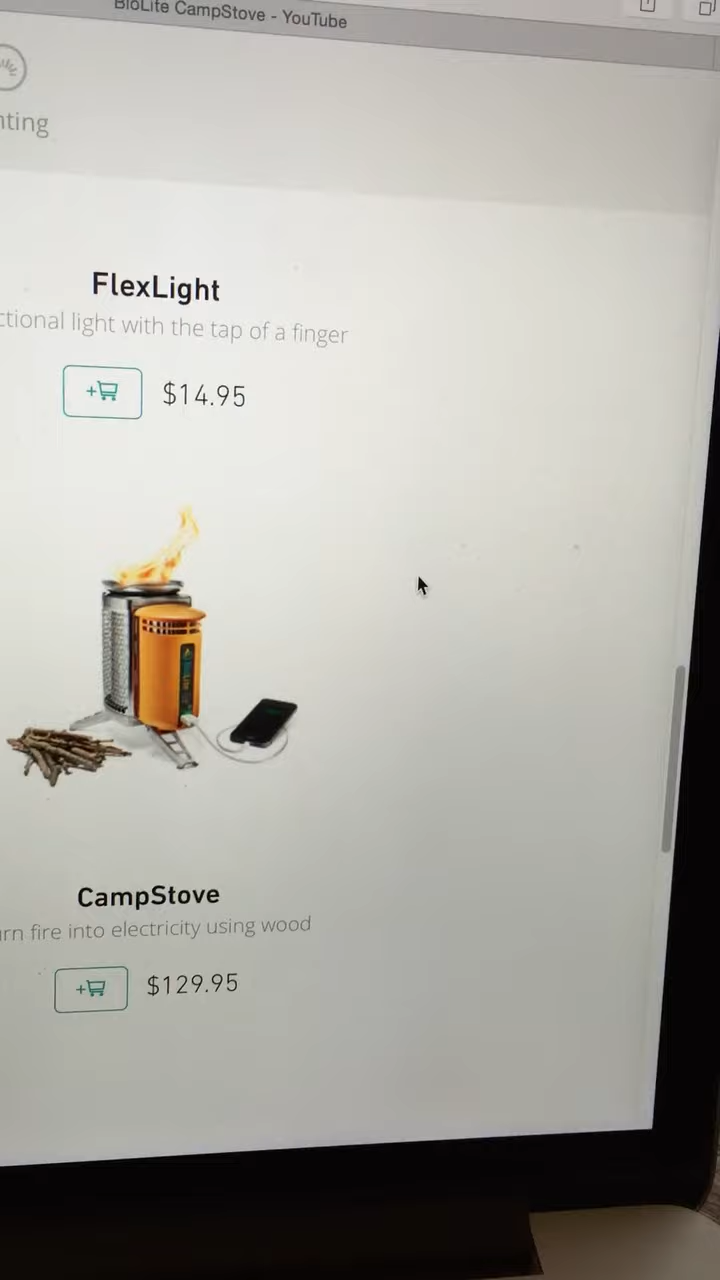 BioLite CampStove - YouTube
nting
FlexLight
ctional light with the tap of a finger
$14.95
CampStove
urn fire into electricity using wood
$129.95